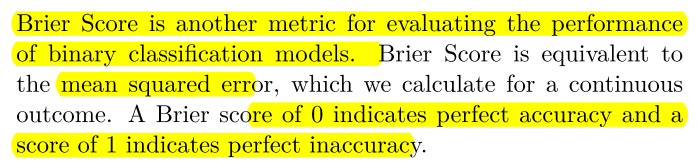 Brier Score is another metric for evaluating the performance
of binary classification models. Brier Score is equivalent to
the mean squared error, which we calculate for a continuous
outcome. A Brier score of 0 indicates perfect accuracy and a
score of 1 indicates perfect inaccuracy.